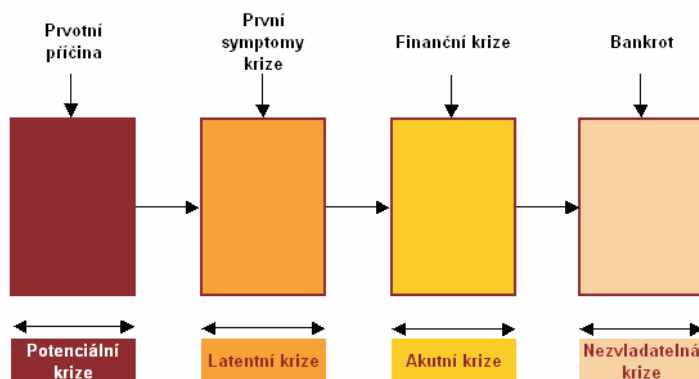 Prvotní
příčina
První
symptomy
krize
Finanční krize
Bankrot
Potenciální
krize
Latentní krize
Akutní krize
Nezvladatelná
krize